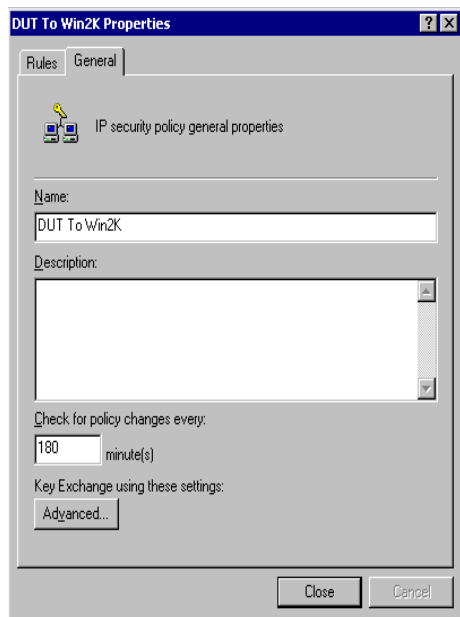 DUT To Win2K Properties
Rules General
IP security policy general properties
Name:
DUT To Win2K
Description:
Check for policy changes every:
180 minute(s)
Key Exchange using these settings:
Advanced...
Close Cancel